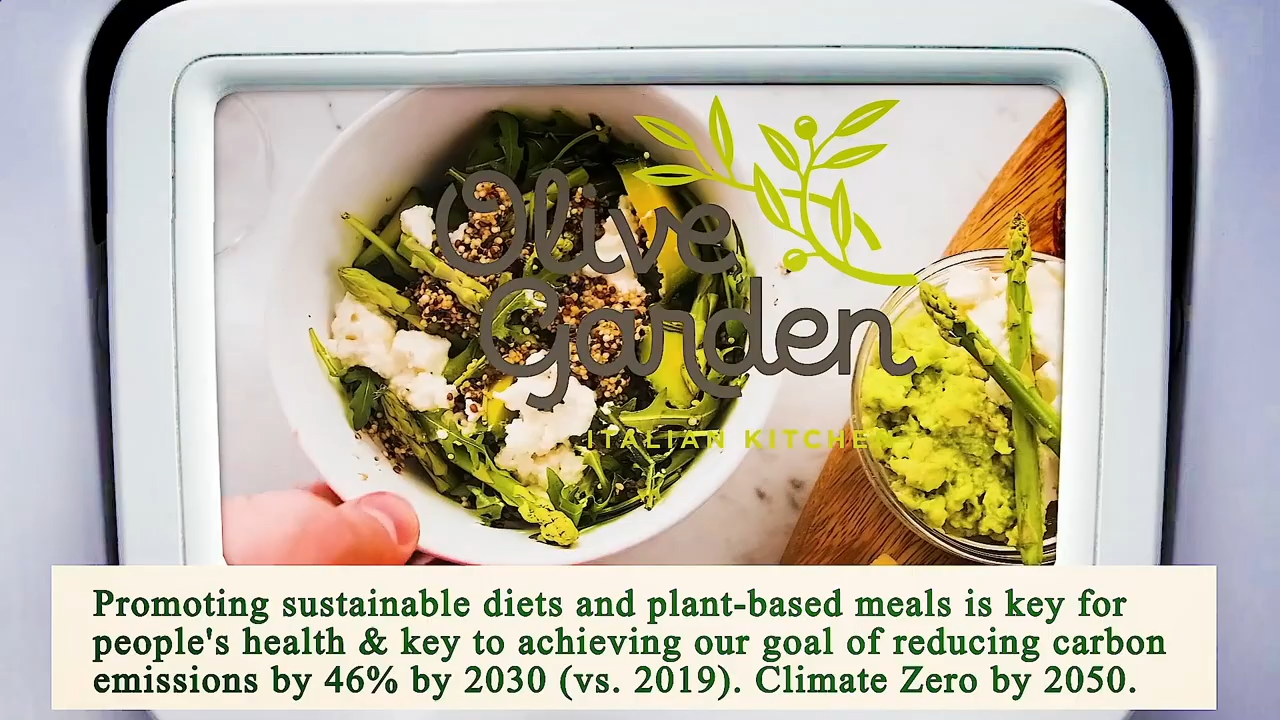 Olive
Garden
ITALIAN KITCHEN
Promoting sustainable diets and plant-based meals is key for
people's health & key to achieving our goal of reducing carbon
emissions by 46% by 2030 (vs. 2019). Climate Zero by 2050.